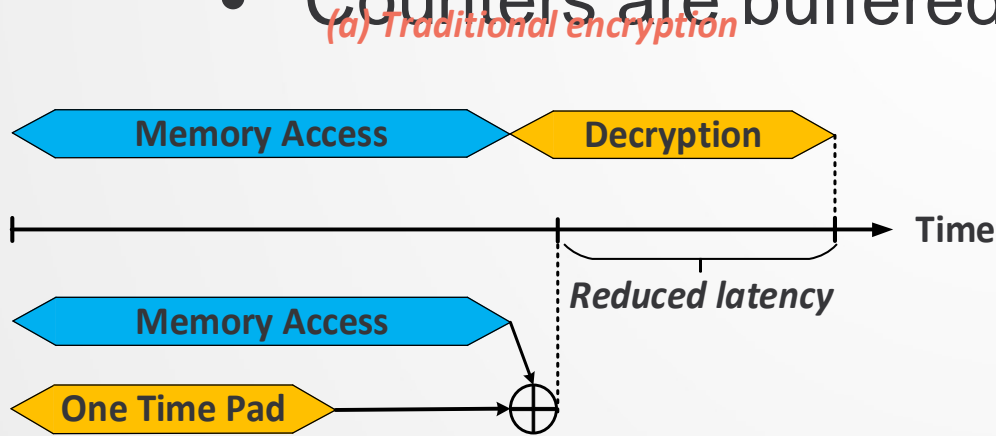 • Counters are buffered
(a) Traditional encryption
Memory Access
Decryption
Time
Reduced latency
Memory Access
One Time Pad